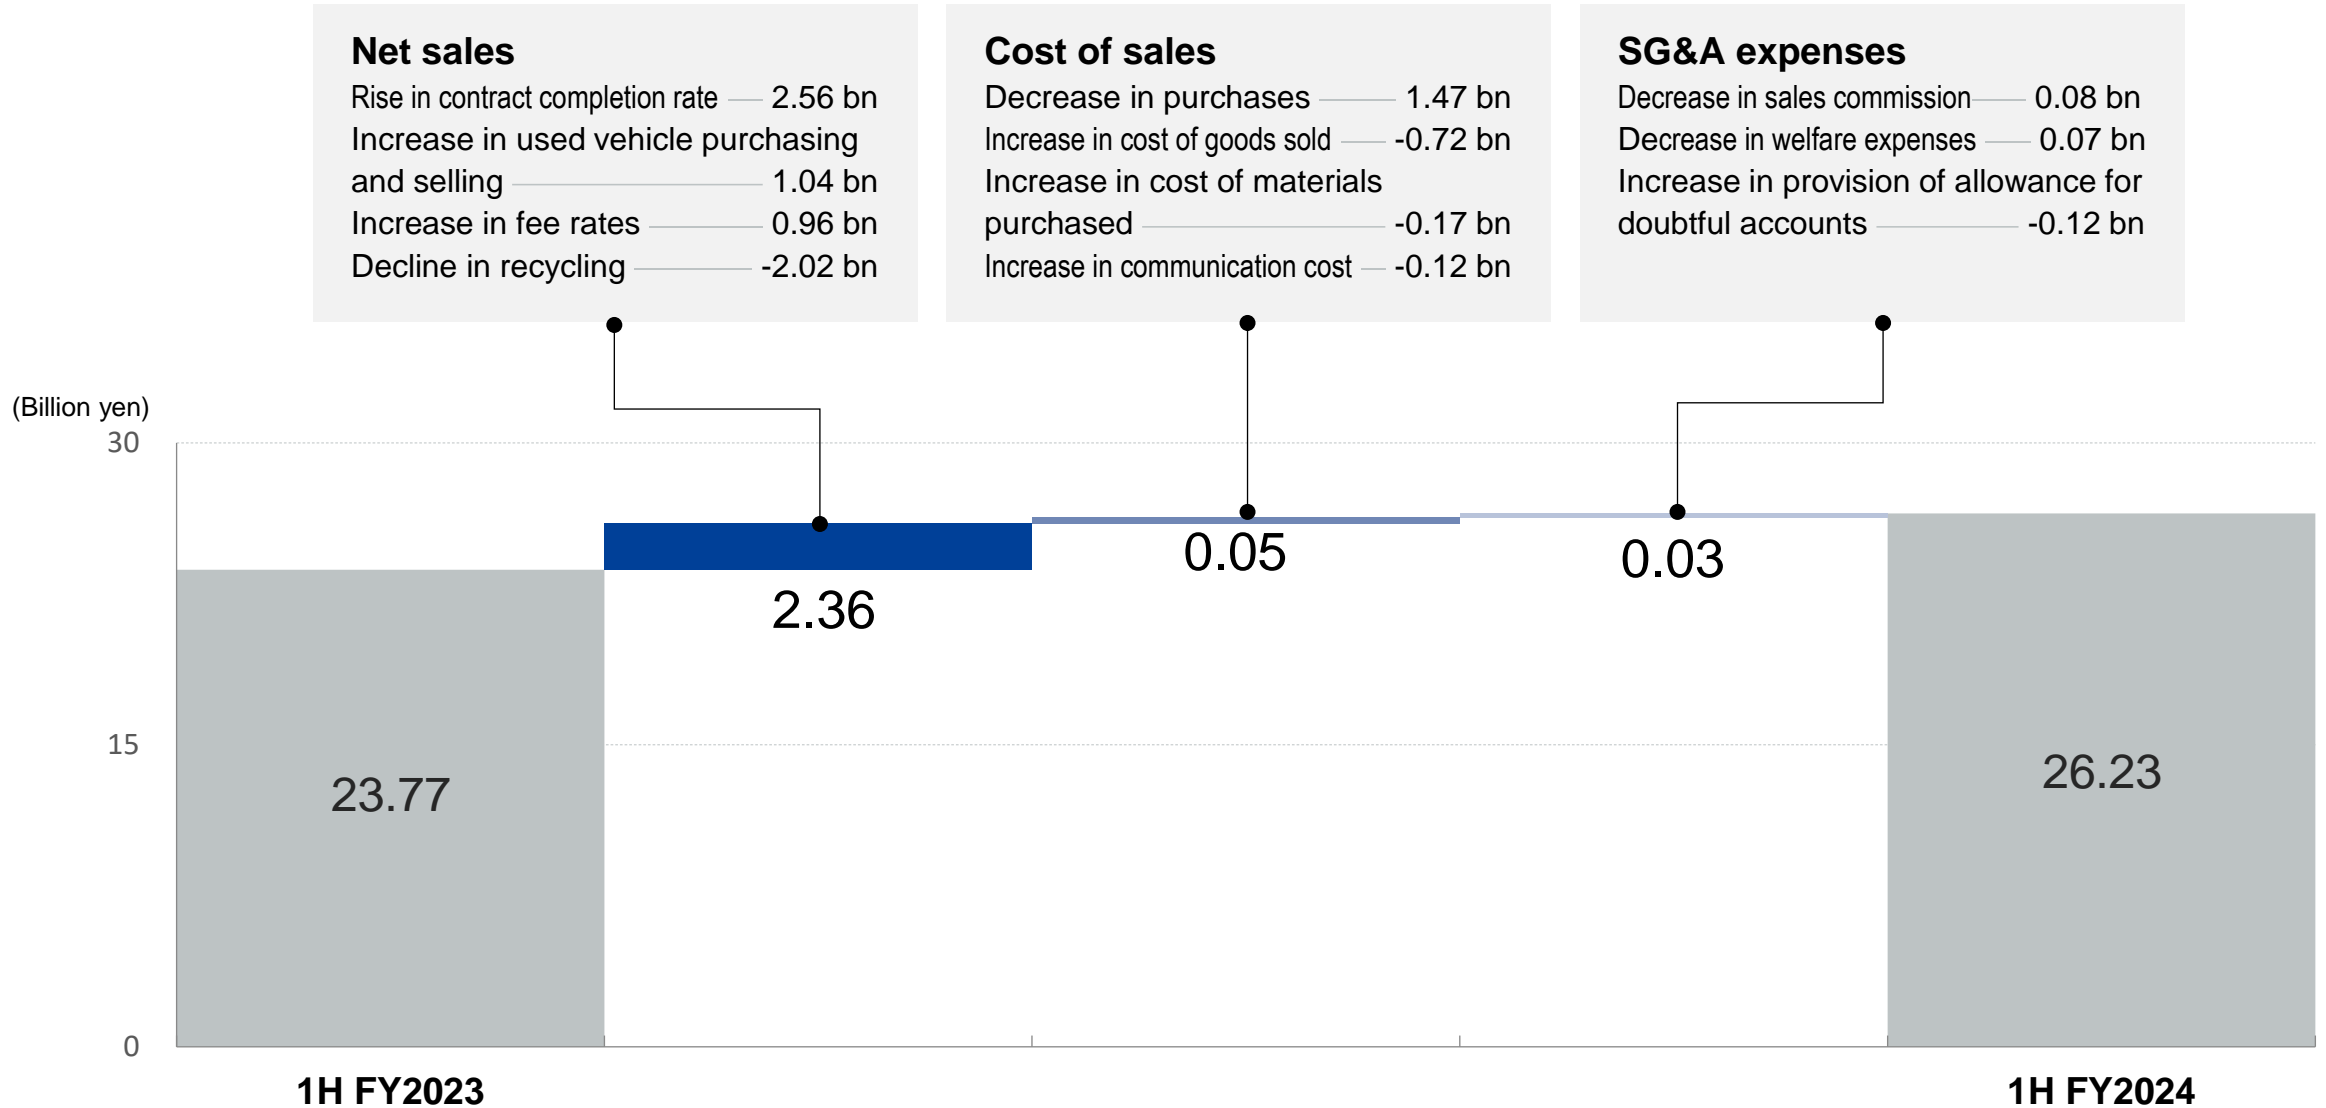 Net sales
Rise in contract completion rate 2.56 bn
Increase in used vehicle purchasing
and selling 1.04 bn
Increase in fee rates 0.96 bn
Decline in recycling -2.02 bn
Cost of sales
Decrease in purchases 1.47 bn
Increase in cost of goods sold -0.72 bn
Increase in cost of materials
purchased -0.17 bn
Increase in communication cost -0.12 bn
SG&A expenses
Decrease in sales commission 0.08 bn
Decrease in welfare expenses 0.07 bn
Increase in provision of allowance for
doubtful accounts -0.12 bn
(Billion yen)
30
15
0
23.77
2.36
0.05
0.03
26.23
1H FY2023
1H FY2024